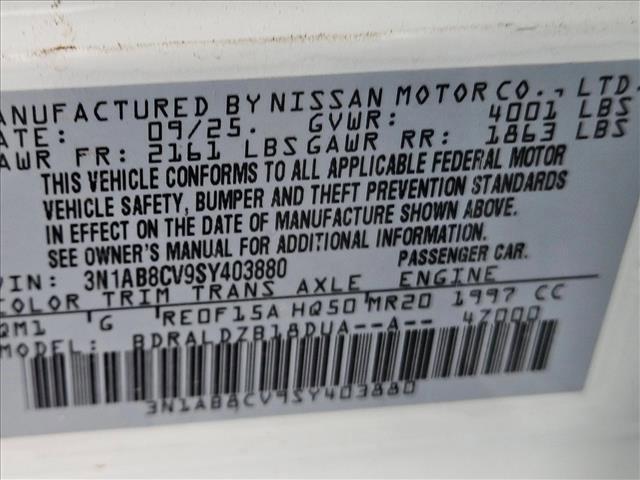 ANUFACTURED BY NISSAN MOTOR CO., LTD.
ATE: 09/25. GVWR: 4001 LBS
AWR FR: 2161 LBS GAWR RR: 1863 LBS
THIS VEHICLE CONFORMS TO ALL APPLICABLE FEDERAL MOTOR
VEHICLE SAFETY, BUMPER AND THEFT PREVENTION STANDARDS
IN EFFECT ON THE DATE OF MANUFACTURE SHOWN ABOVE.
SEE OWNER'S MANUAL FOR ADDITIONAL INFORMATION.
VIN: 3N1AB8CV9SY403880 PASSENGER CAR.
COLOR TRIM TRANS AXLE ENGINE
QM1 G RE0F15A HQ50 MR20 1997 CC
MODEL: BDRALDZB18DUA--A-- 47000
3N1AB8CV9SY403880